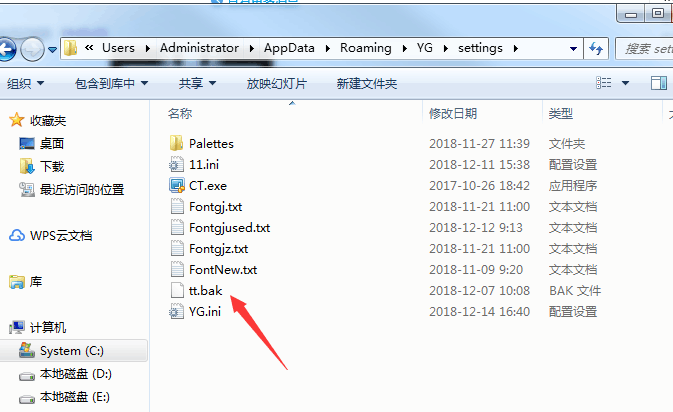 « Users ▸ Administrator ▸ AppData ▸ Roaming ▸ YG ▸ settings ▸ 搜索 set
组织 包含到库中 共享 放映幻灯片 新建文件夹
名称 修改日期 类型
收藏夹
桌面
下载
最近访问的位置
WPS云文档
库
计算机
System (C:)
本地磁盘 (D:)
本地磁盘 (E:)
Palettes 2018-11-27 11:39 文件夹
11.ini 2018-12-11 15:38 配置设置
CT.exe 2017-10-26 18:42 应用程序
Fontgj.txt 2018-11-21 11:00 文本文档
Fontgjused.txt 2018-12-12 9:13 文本文档
Fontgjz.txt 2018-11-21 11:00 文本文档
FontNew.txt 2018-11-09 9:20 文本文档
tt.bak 2018-12-07 10:08 BAK 文件
YG.ini 2018-12-14 16:40 配置设置